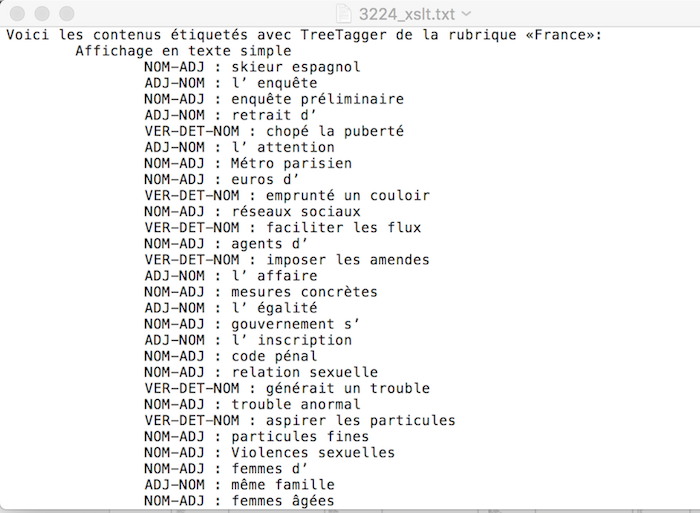 3224_xslt.txt
Voici les contenus étiquetés avec TreeTagger de la rubrique «France»:
Affichage en texte simple
NOM-ADJ : skieur espagnol
ADJ-NOM : l’ enquête
NOM-ADJ : enquête préliminaire
ADJ-NOM : retrait d’
VER-DET-NOM : chopé la puberté
ADJ-NOM : l’ attention
NOM-ADJ : Métro parisien
NOM-ADJ : euros d’
VER-DET-NOM : emprunté un couloir
NOM-ADJ : réseaux sociaux
VER-DET-NOM : faciliter les flux
NOM-ADJ : agents d’
VER-DET-NOM : imposer les amendes
ADJ-NOM : l’ affaire
NOM-ADJ : mesures concrètes
ADJ-NOM : l’ égalité
NOM-ADJ : gouvernement s’
ADJ-NOM : l’ inscription
NOM-ADJ : code pénal
NOM-ADJ : relation sexuelle
VER-DET-NOM : générait un trouble
NOM-ADJ : trouble anormal
VER-DET-NOM : aspirer les particules
NOM-ADJ : particules fines
NOM-ADJ : Violences sexuelles
NOM-ADJ : femmes d’
ADJ-NOM : même famille
NOM-ADJ : femmes âgées